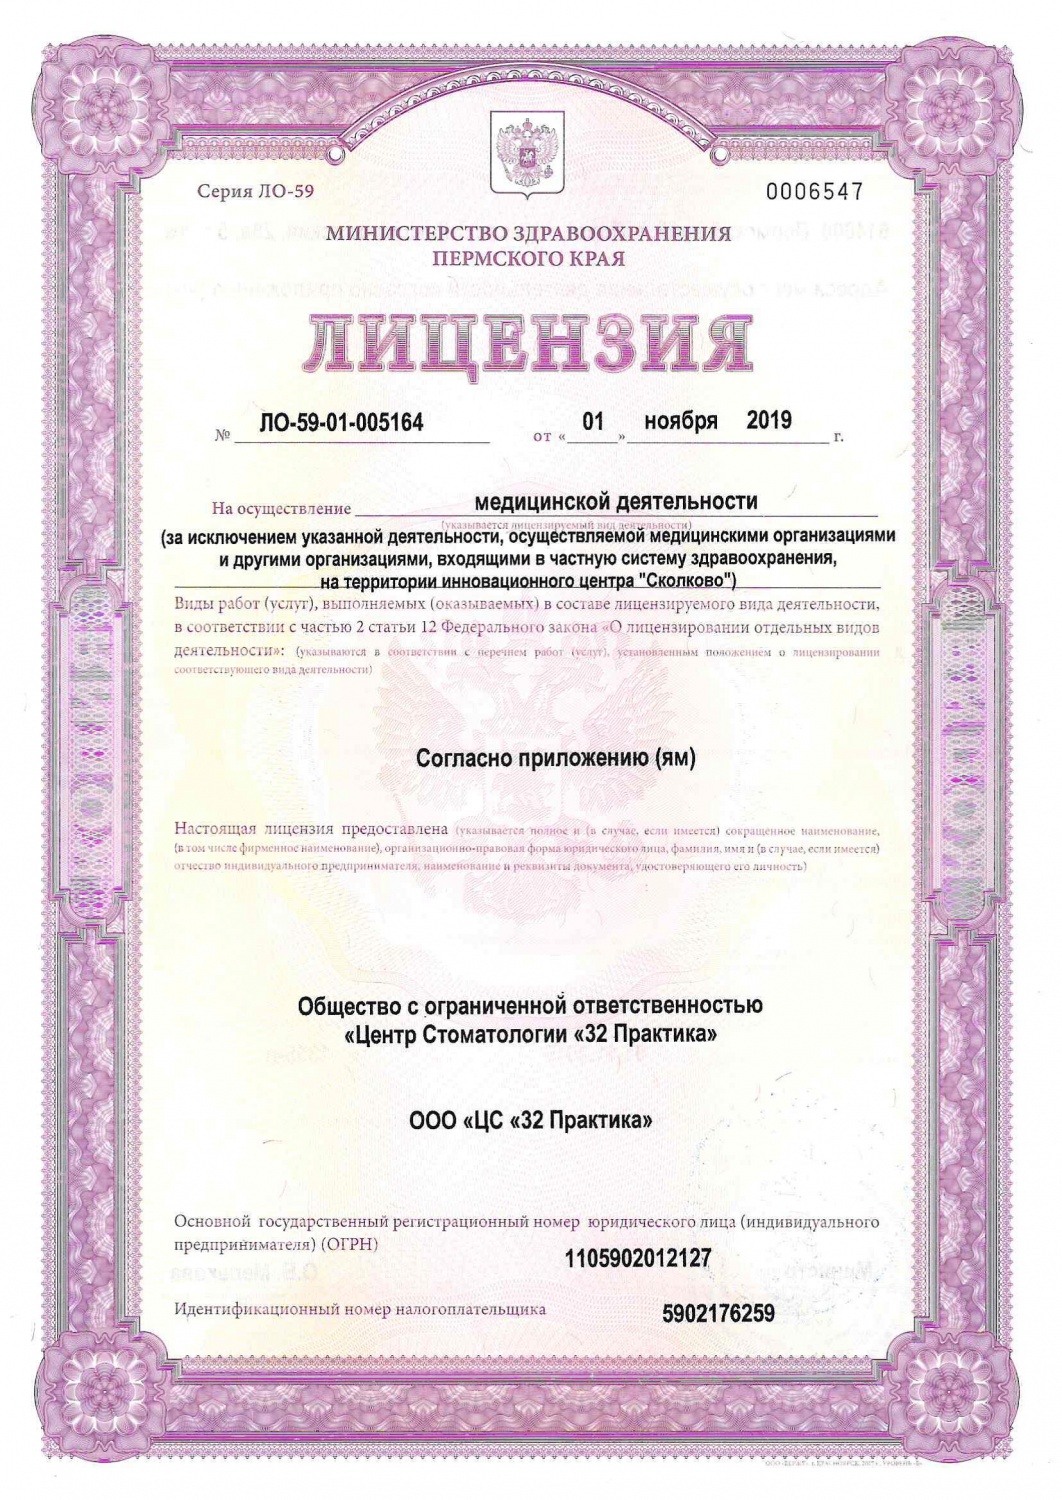 Серия ЛО-59
0006547
МИНИСТЕРСТВО ЗДРАВООХРАНЕНИЯ
ПЕРМСКОГО КРАЯ
ЛИЦЕНЗИЯ
№ ЛО-59-01-005164 от «01» ноября 2019 г.
На осуществление медицинской деятельности
(указывается лицензируемый вид деятельности)
(за исключением указанной деятельности, осуществляемой медицинскими организациями
и другими организациями, входящими в частную систему здравоохранения,
на территории инновационного центра "Сколково")
Виды работ (услуг), выполняемых (оказываемых) в составе лицензируемого вида деятельности,
в соответствии с частью 2 статьи 12 Федерального закона «О лицензировании отдельных видов
деятельности»: (указываются в соответствии с перечнем работ (услуг), установленным положением о лицензировании
соответствующего вида деятельности)
Согласно приложению (ям)
Настоящая лицензия предоставлена (указывается полное и (в случае, если имеется) сокращенное наименование,
(в том числе фирменное наименование), организационно-правовая форма юридического лица, фамилия, имя и (в случае, если имеется)
отчество индивидуального предпринимателя, наименование и реквизиты документа, удостоверяющего его личность)
Общество с ограниченной ответственностью
«Центр Стоматологии «32 Практика»
ООО «ЦС «32 Практика»
Основной государственный регистрационный номер юридического лица (индивидуального
предпринимателя) (ОГРН)
1105902012127
Идентификационный номер налогоплательщика 5902176259